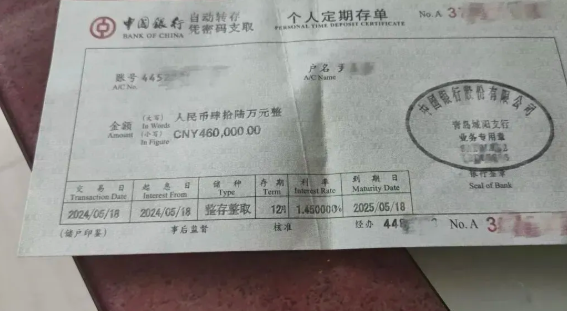 中国银行 自动转存 个人定期存单 No.A 3
BANK OF CHINA 凭密码支取 PERSONAL TIME DEPOSIT CERTIFICATE
账号 445
A/C No.
户名
A/C Name
金额 (大写) 人民币肆拾陆万元整
Amount In Words
(小写) CNY460,000.00
In Figure
中国银行股份有限公司
青岛城阳支行
业务专用章
银行签章
Seal of Bank
交易日 起息日 储种 存期 利率 到期日
Transaction Date Interest From Type Term Interest Rate Maturity Date
2024/05/18 2024/05/18 整存整取 12月 1.450000% 2025/05/18
(储户印鉴) 事后监督 核准 经办 448 No.A 3